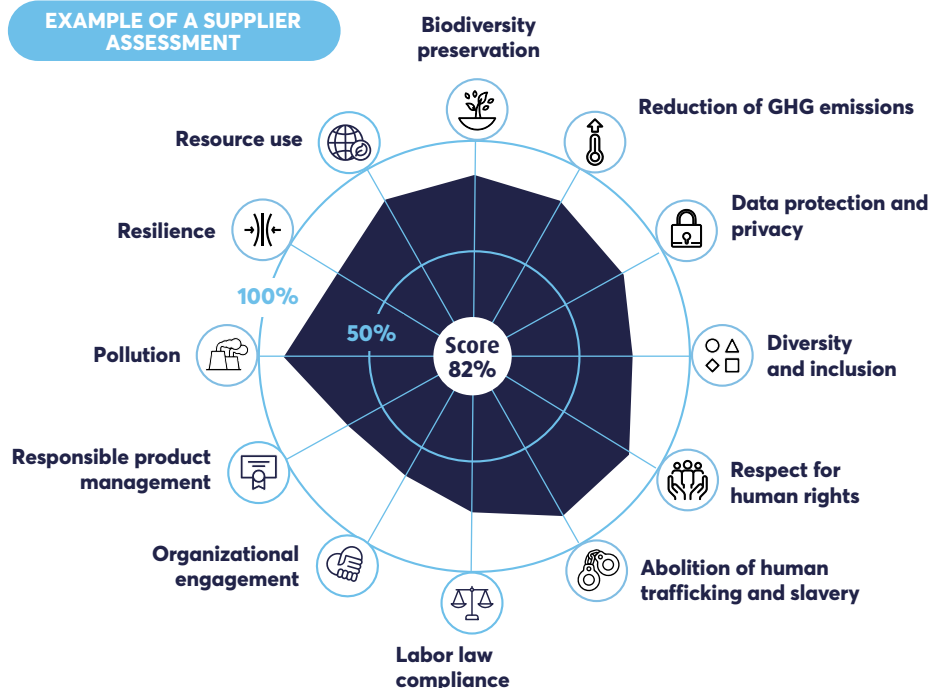 EXAMPLE OF A SUPPLIER
ASSESSMENT
Biodiversity
preservation
Reduction of GHG emissions
Data protection and
privacy
Diversity
and inclusion
Respect for
human rights
Abolition of human
trafficking and slavery
Labor law
compliance
Organizational
engagement
Responsible product
management
Pollution
Resilience
Resource use
100%
50%
Score
82%